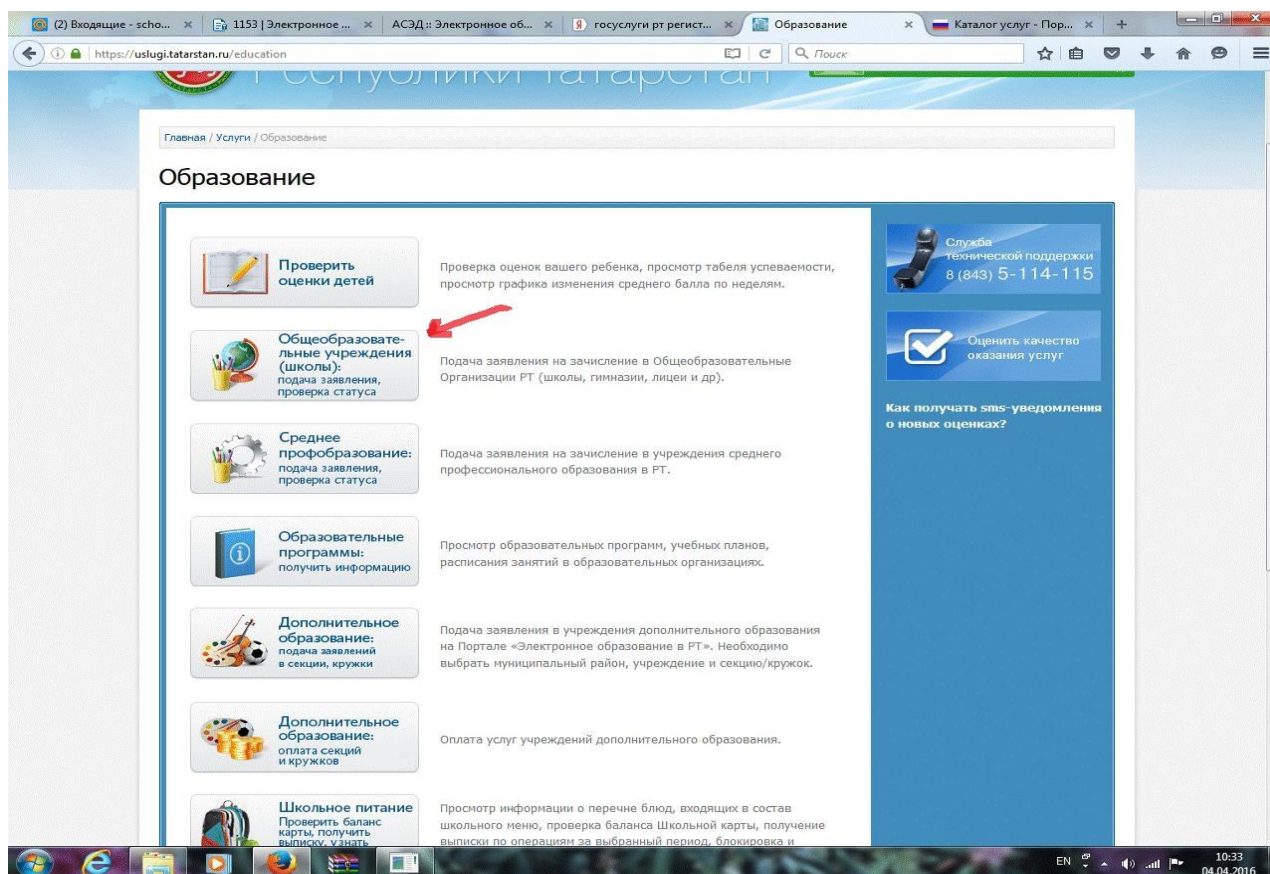 (2) Входящие - scho...
1153 | Электронное ...
АСЭД :: Электронное об...
госуслуги рт регист...
Образование
Каталог услуг - Пор...
https://uslugi.tatarstan.ru/education
Поиск
Республики Татарстан
Главная / Услуги / Образование
Образование
Проверить
оценки детей
Проверка оценок вашего ребенка, просмотр табеля успеваемости,
просмотр графика изменения среднего балла по неделям.
Общеобразовате-
льные учреждения
(школы):
подача заявления,
проверка статуса
Подача заявления на зачисление в Общеобразовательные
Организации РТ (школы, гимназии, лицеи и др).
Среднее
профобразование:
подача заявления,
проверка статуса
Подача заявления на зачисление в учреждения среднего
профессионального образования в РТ.
Образовательные
программы:
получить информацию
Просмотр образовательных программ, учебных планов,
расписания занятий в образовательных организациях.
Дополнительное
образование:
подача заявлений
в секции, кружки
Подача заявления в учреждения дополнительного образования
на Портале «Электронное образование в РТ». Необходимо
выбрать муниципальный район, учреждение и секцию/кружок.
Дополнительное
образование:
оплата секций
и кружков
Оплата услуг учреждений дополнительного образования.
Школьное питание
Проверить баланс
карты, получить
выписку, узнать
Просмотр информации о перечне блюд, входящих в состав
школьного меню, проверка баланса Школьной карты, получение
выписки по операциям за выбранный период, блокировка и
Служба
технической поддержки
8 (843) 5-114-115
Оценить качество
оказания услуг
Как получать sms-уведомления
о новых оценках?
EN
10:33
04.04.2016